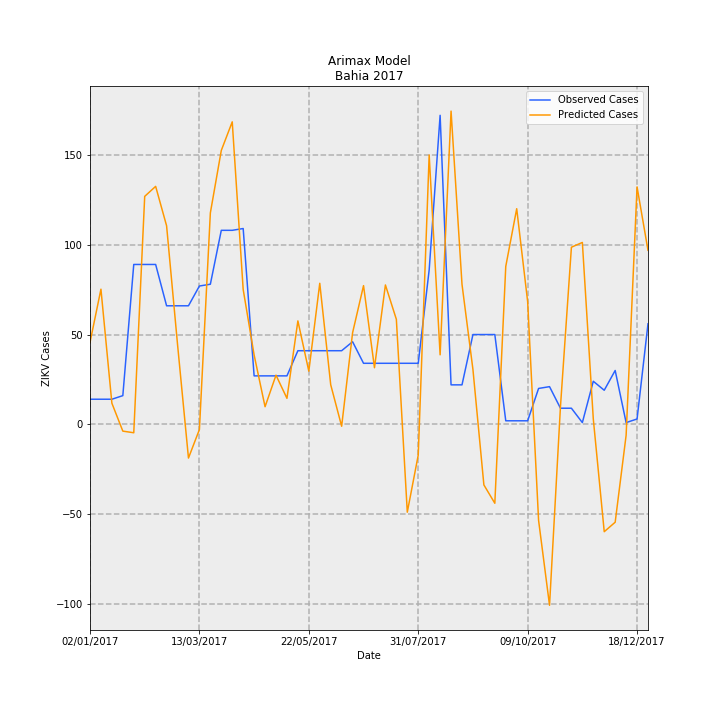 Arimax Model
Bahia 2017
Observed Cases
Predicted Cases
ZIKV Cases
150
100
50
0
−50
−100
02/01/2017 13/03/2017 22/05/2017 31/07/2017 09/10/2017 18/12/2017
Date